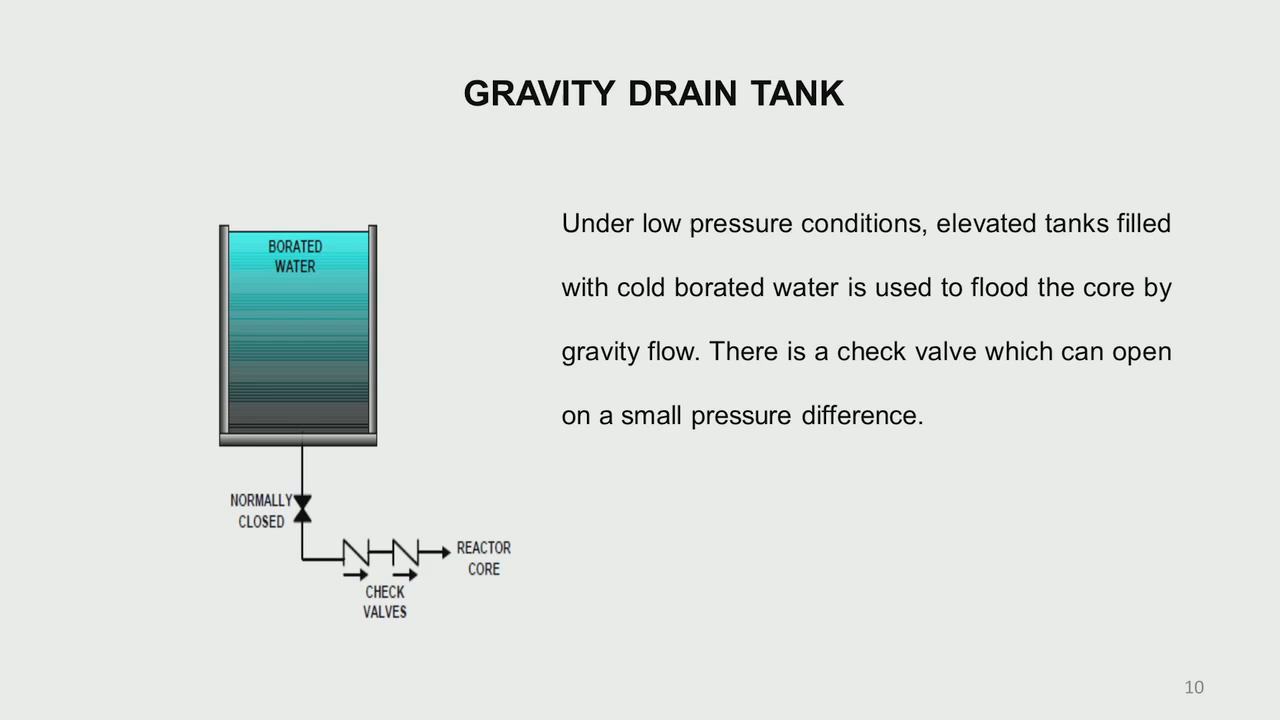 GRAVITY DRAIN TANK
BORATED
WATER
NORMALLY
CLOSED
CHECK
VALVES
REACTOR
CORE
Under low pressure conditions, elevated tanks filled
with cold borated water is used to flood the core by
gravity flow. There is a check valve which can open
on a small pressure difference.
10